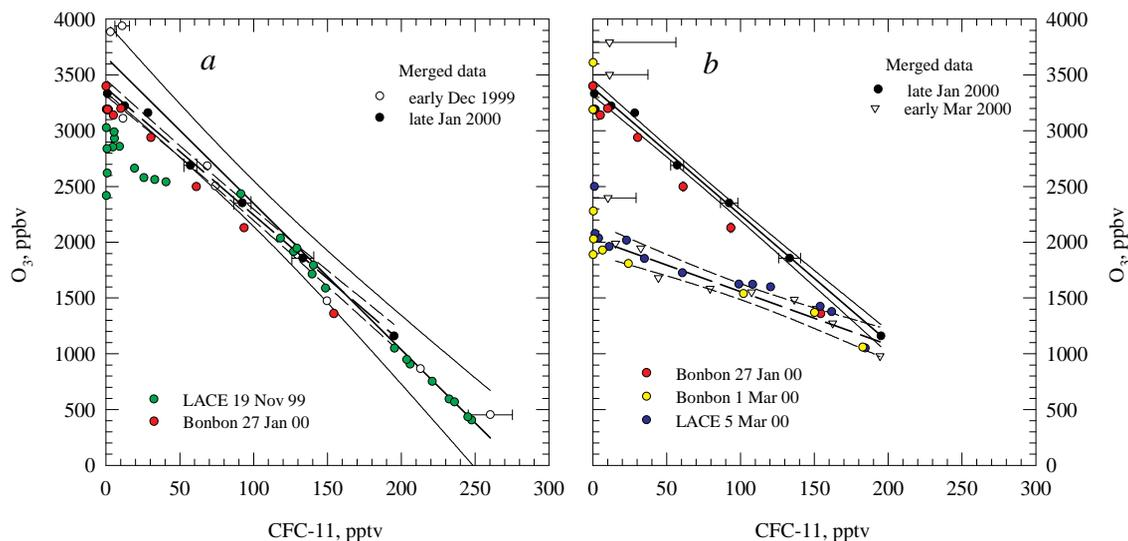 a
Merged data
early Dec 1999
late Jan 2000
LACE 19 Nov 99
Bonbon 27 Jan 00
O3, ppbv
4000
3500
3000
2500
2000
1500
1000
500
0
0 50 100 150 200 250 300
CFC-11, pptv
b
Merged data
late Jan 2000
early Mar 2000
Bonbon 27 Jan 00
Bonbon 1 Mar 00
LACE 5 Mar 00
4000
3500
3000
2500
2000
1500
1000
500
0
O3, ppbv
0 50 100 150 200 250 300
CFC-11, pptv